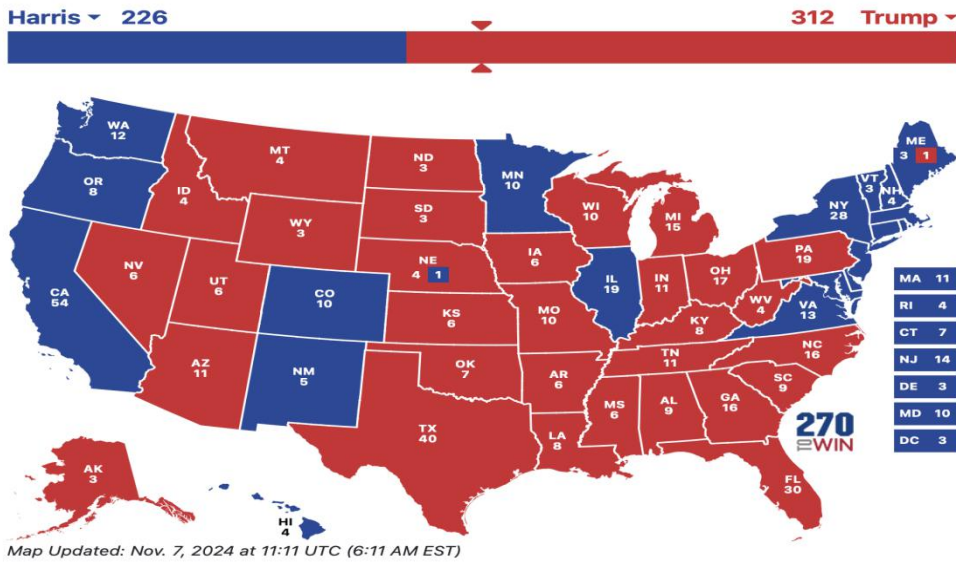 Harris 226
312 Trump
WA
12
OR
8
CA
54
NV
6
ID
4
MT
4
WY
3
UT
6
CO
10
AZ
11
NM
5
ND
3
SD
3
NE
4 1
KS
6
OK
7
TX
40
MN
10
IA
6
MO
10
AR
6
LA
8
WI
10
IL
19
MI
15
IN
11
OH
17
KY
8
TN
11
MS
6
AL
9
GA
16
FL
30
SC
9
NC
16
VA
13
WV
4
PA
19
NY
28
VT
3
NH
4
ME
3 1
MA 11
RI 4
CT 7
NJ 14
DE 3
MD 10
DC 3
AK
3
HI
4
270
TO WIN
Map Updated: Nov. 7, 2024 at 11:11 UTC (6:11 AM EST)